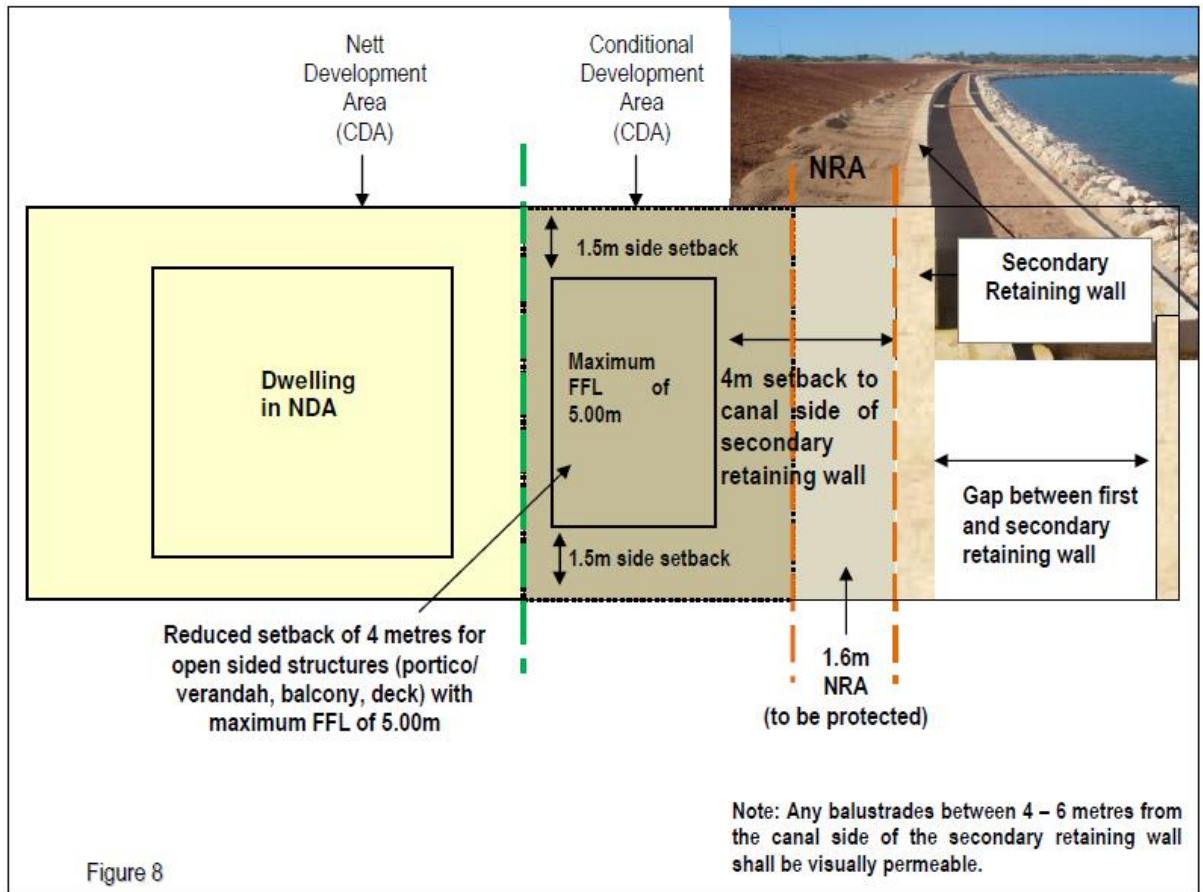 Nett
Development
Area
(CDA)
Conditional
Development
Area
(CDA)
NRA
1.5m side setback
Secondary
Retaining wall
Dwelling
in NDA
Maximum
FFL of
5.00m
4m setback to
canal side of
secondary
retaining wall
Gap between first
and secondary
retaining wall
1.5m side setback
Reduced setback of 4 metres for
open sided structures (portico/
verandah, balcony, deck) with
maximum FFL of 5.00m
1.6m
NRA
(to be protected)
Note: Any balustrades between 4 – 6 metres from
the canal side of the secondary retaining wall
shall be visually permeable.
Figure 8